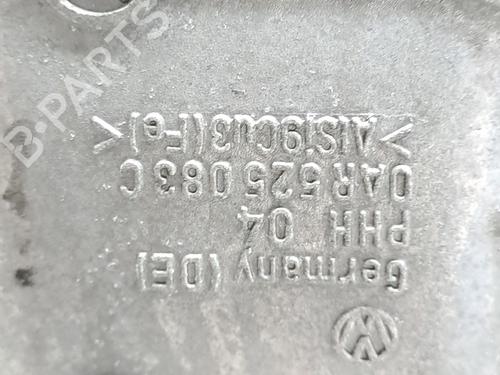 Germany (DE)
PHH 04
0AR 525 083 C
>AlSi9Cu3(Fe)<
B-PARTS